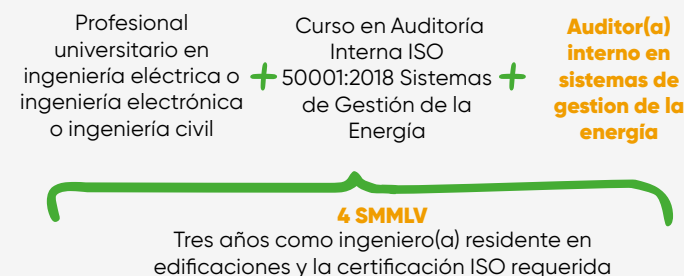 Profesional
universitario en
ingeniería eléctrica o
ingeniería electrónica
o ingeniería civil
+
Curso en Auditoría
Interna ISO
50001:2018 Sistemas
de Gestión de la
Energía
+
Auditor(a)
interno en
sistemas de
gestion de la
energía
4 SMMLV
Tres años como ingeniero(a) residente en
edificaciones y la certificación ISO requerida